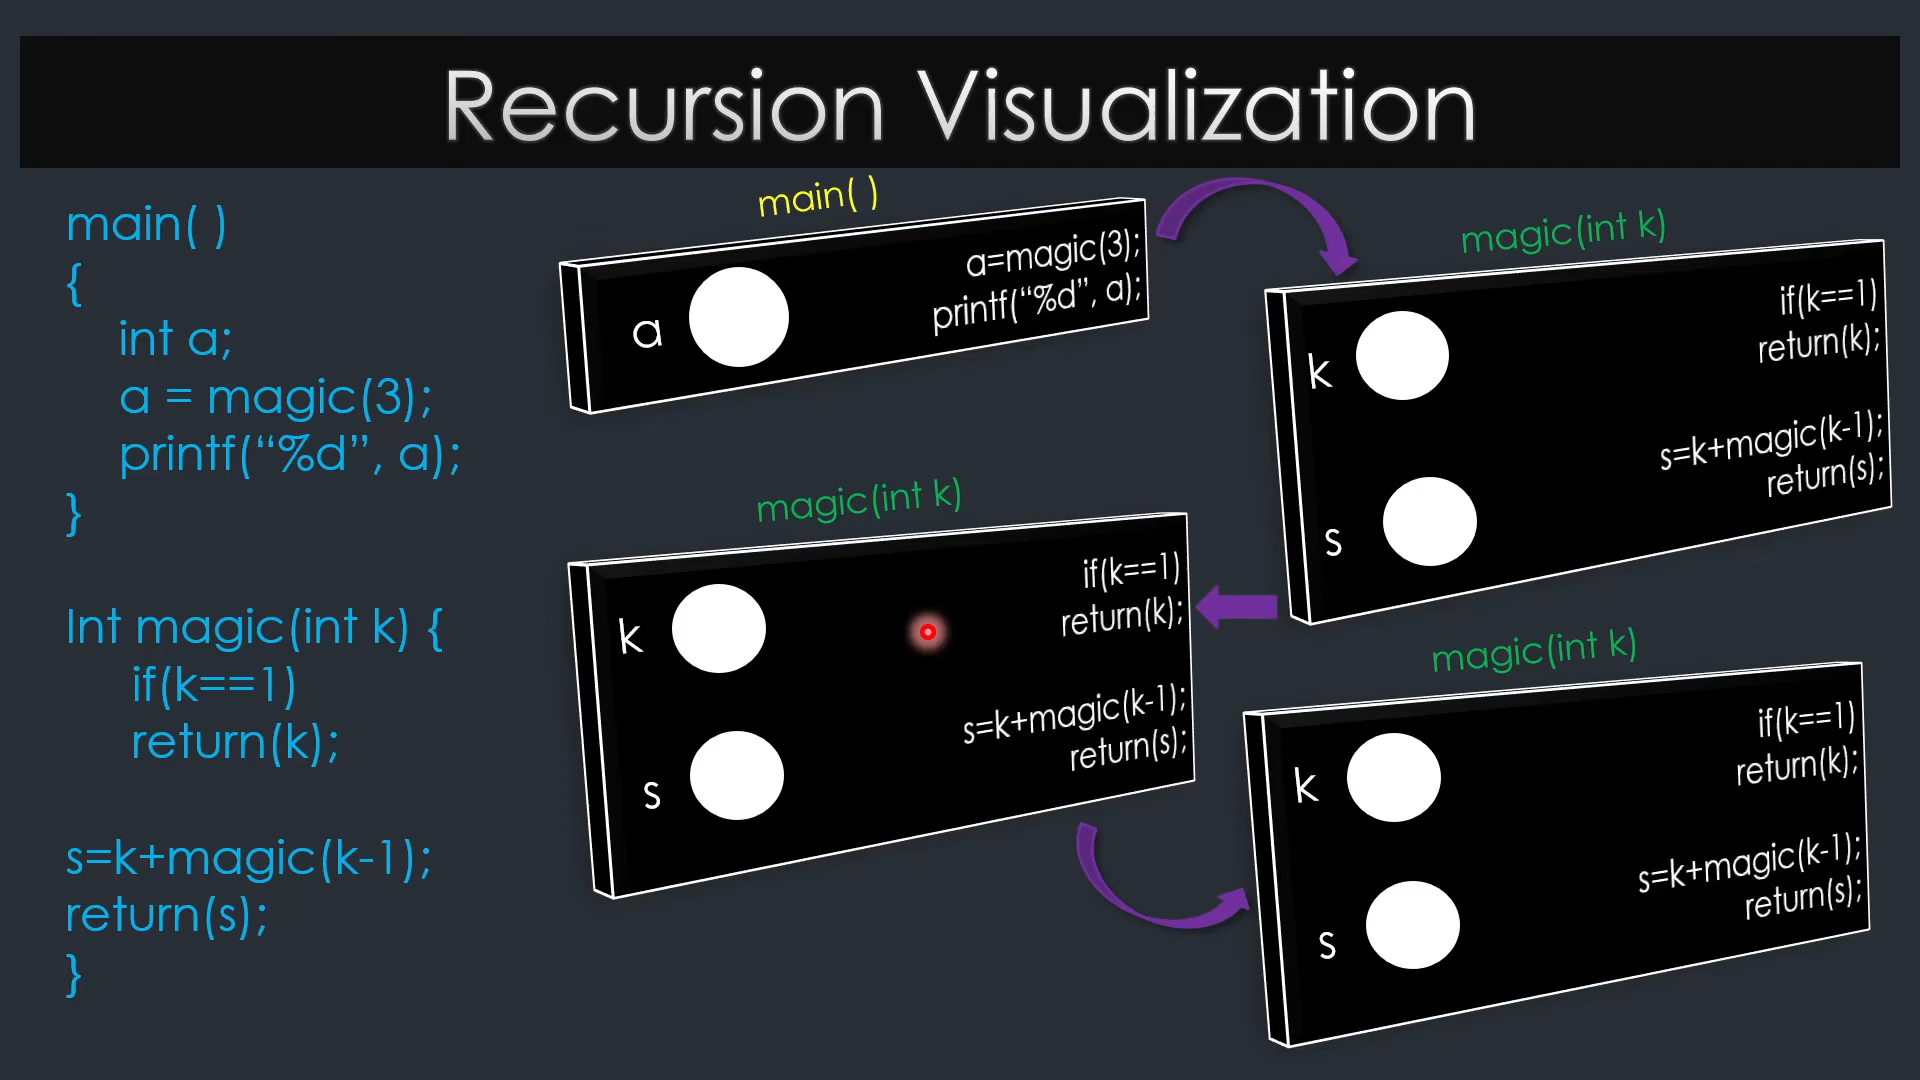 Recursion Visualization
main( )
{
int a;
a = magic(3);
printf(“%d”, a);
}
Int magic(int k) {
if(k==1)
return(k);
s=k+magic(k-1);
return(s);
}
main( )
a
a=magic(3);
printf(“%d”, a);
magic(int k)
k
s
if(k==1)
return(k);
s=k+magic(k-1);
return(s);
magic(int k)
k
s
if(k==1)
return(k);
s=k+magic(k-1);
return(s);
magic(int k)
k
s
if(k==1)
return(k);
s=k+magic(k-1);
return(s);